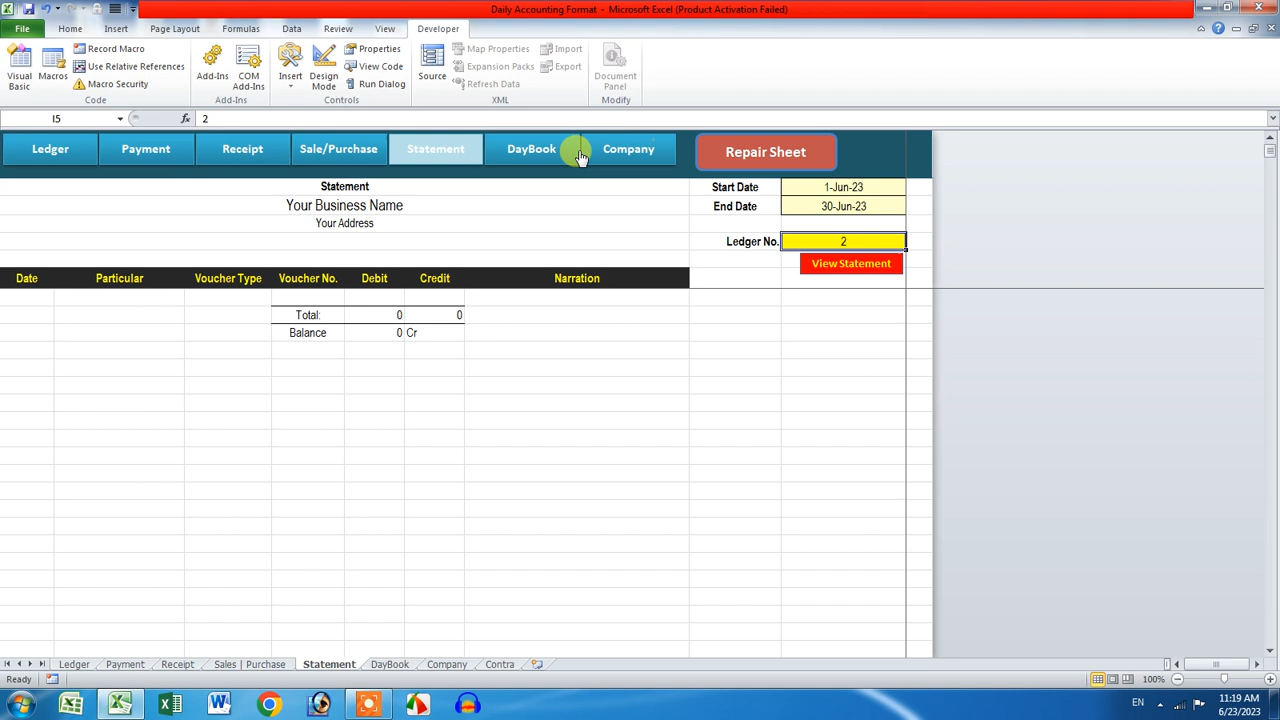 Daily Accounting Format - Microsoft Excel (Product Activation Failed)
File Home Insert Page Layout Formulas Data Review View Developer
Visual Basic
Macros
Record Macro
Use Relative References
Macro Security
Code
Add-Ins
COM Add-Ins
Add-Ins
Insert
Design Mode
Properties
View Code
Run Dialog
Controls
Source
Map Properties
Expansion Packs
Refresh Data
Import
Export
XML
Document Panel
Modify
I5 fx 2
Ledger Payment Receipt Sale/Purchase Statement DayBook Company Repair Sheet
Statement Start Date 1-Jun-23
Your Business Name End Date 30-Jun-23
Your Address
Ledger No. 2
View Statement
Date Particular Voucher Type Voucher No. Debit Credit Narration
Total: 0 0
Balance 0 Cr
Ledger Payment Receipt Sales | Purchase Statement DayBook Company Contra
Ready 100%
EN 11:19 AM
6/23/2023